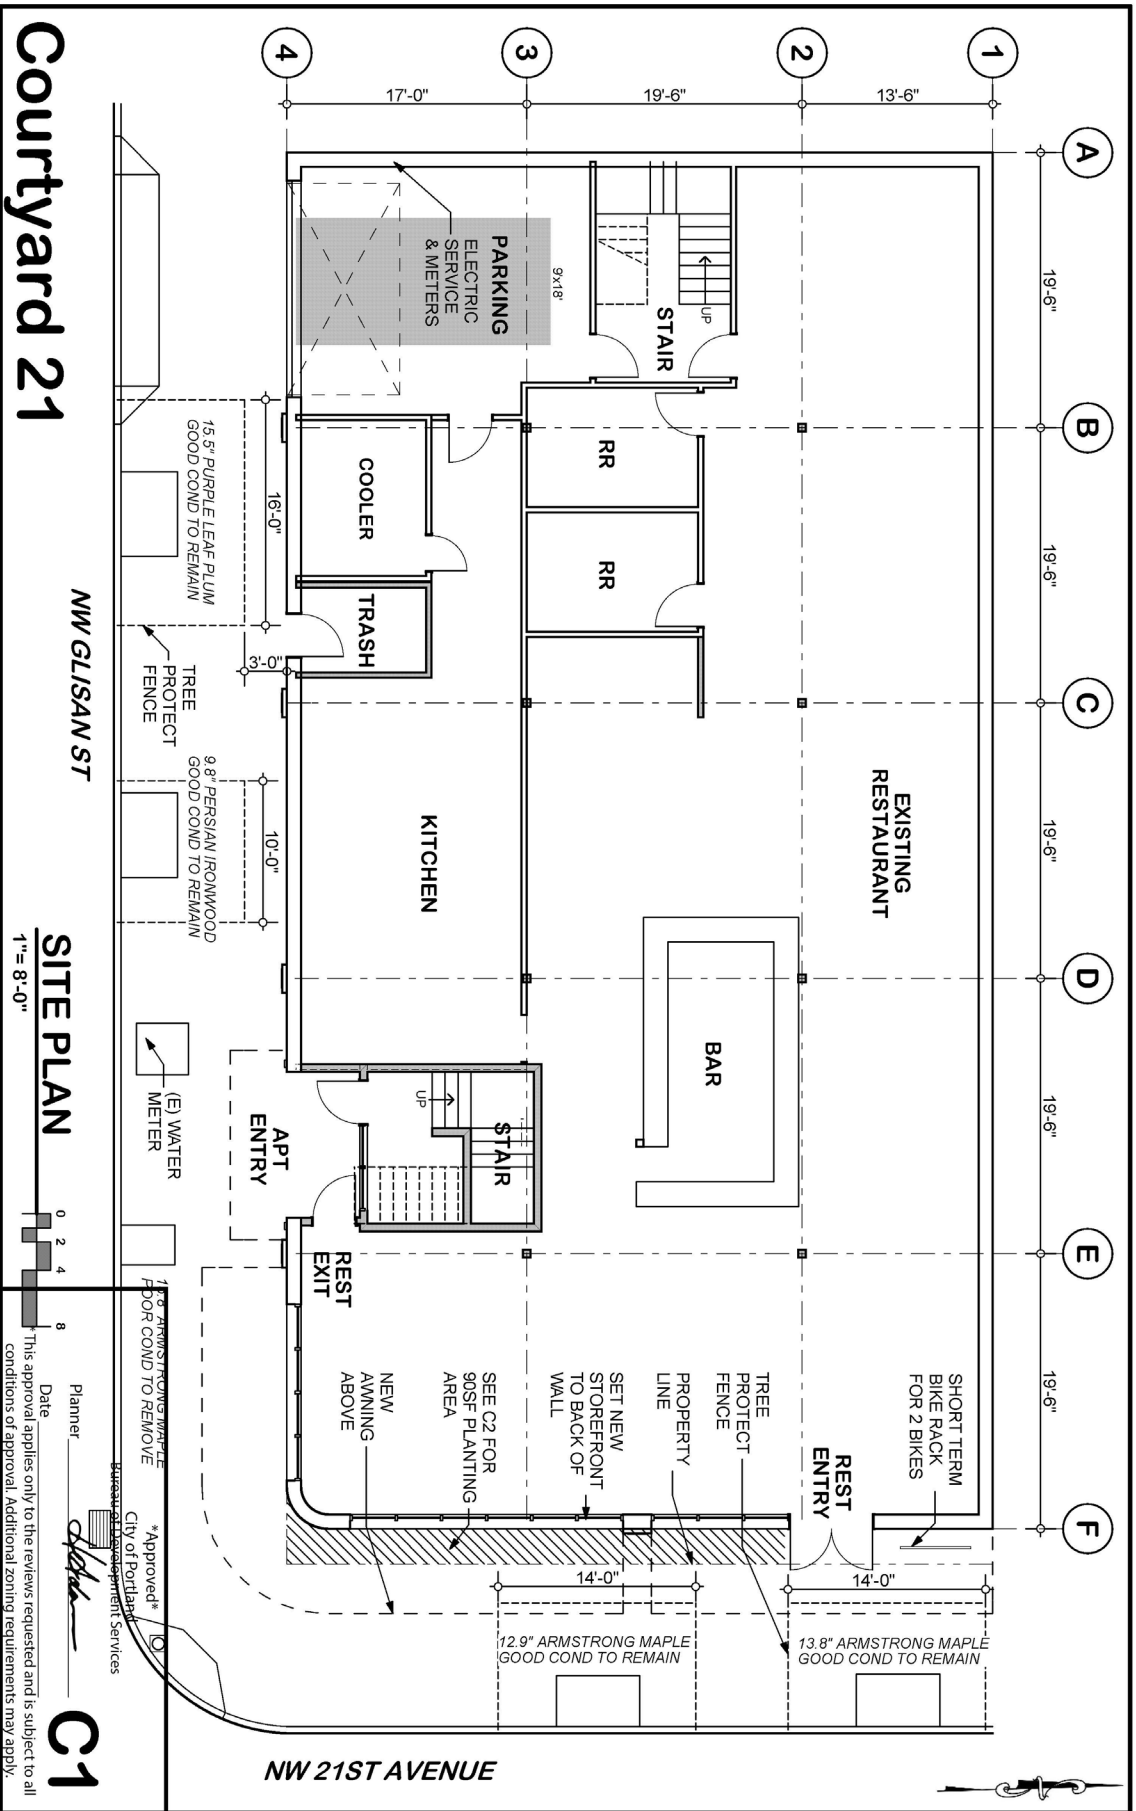 Courtyard 21
SITE PLAN
1"= 8'-0"
0 2 4 8
C1
*Approved*
City of Portland
Bureau of Development Services
Planner
Date
*This approval applies only to the reviews requested and is subject to all
conditions of approval. Additional zoning requirements may apply.
NW GLISAN ST
NW 21ST AVENUE
4
3
2
1
17'-0"
19'-6"
13'-6"
A
B
C
D
E
F
19'-6"
19'-6"
19'-6"
19'-6"
19'-6"
PARKING
9'x18'
ELECTRIC
SERVICE
& METERS
STAIR
UP
RR
RR
COOLER
TRASH
KITCHEN
EXISTING
RESTAURANT
BAR
STAIR
UP
APT
ENTRY
REST
EXIT
REST
ENTRY
16'-0"
3'-0"
10'-0"
15.5" PURPLE LEAF PLUM
GOOD COND TO REMAIN
TREE
PROTECT
FENCE
9.8" PERSIAN IRONWOOD
GOOD COND TO REMAIN
(E) WATER
METER
ARMSTRONG MAPLE
POOR COND TO REMOVE
SHORT TERM
BIKE RACK
FOR 2 BIKES
TREE
PROTECT
FENCE
PROPERTY
LINE
SET NEW
STOREFRONT
TO BACK OF
WALL
SEE C2 FOR
90SF PLANTING
AREA
NEW
AWNING
ABOVE
14'-0"
14'-0"
12.9" ARMSTRONG MAPLE
GOOD COND TO REMAIN
13.8" ARMSTRONG MAPLE
GOOD COND TO REMAIN